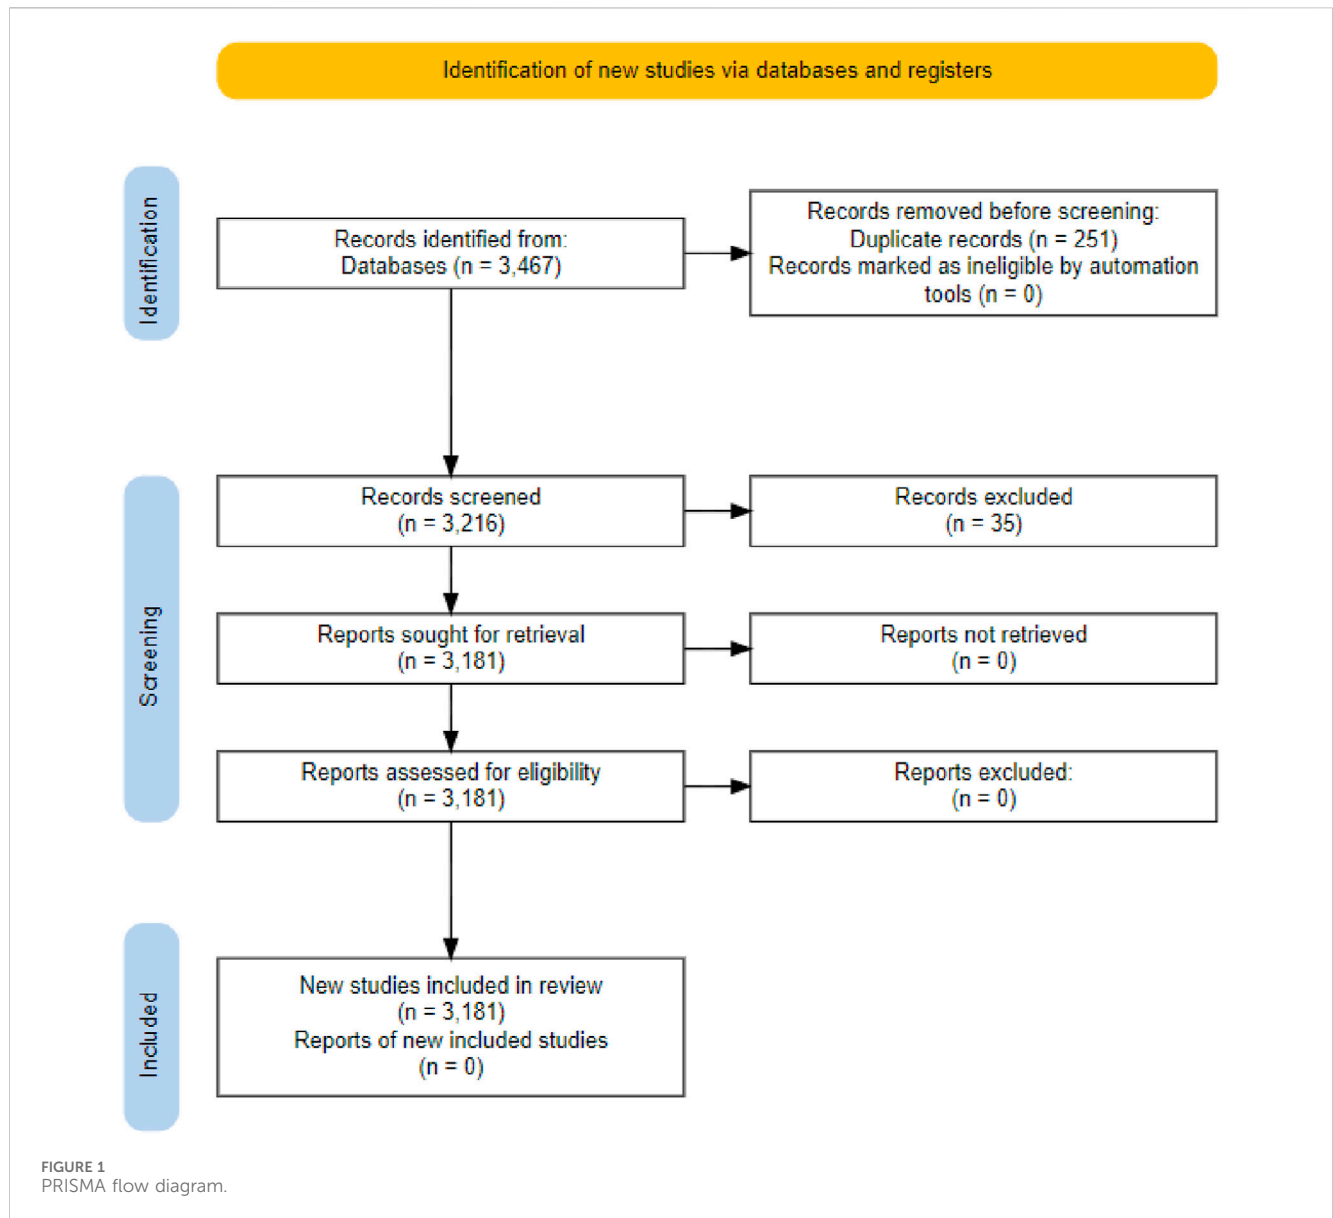 Identification of new studies via databases and registers
Identification
Records identified from:
Databases (n = 3,467)
Records removed before screening:
Duplicate records (n = 251)
Records marked as ineligible by automation
tools (n = 0)
Screening
Records screened
(n = 3,216)
Records excluded
(n = 35)
Reports sought for retrieval
(n = 3,181)
Reports not retrieved
(n = 0)
Reports assessed for eligibility
(n = 3,181)
Reports excluded:
(n = 0)
Included
New studies included in review
(n = 3,181)
Reports of new included studies
(n = 0)
FIGURE 1
PRISMA flow diagram.